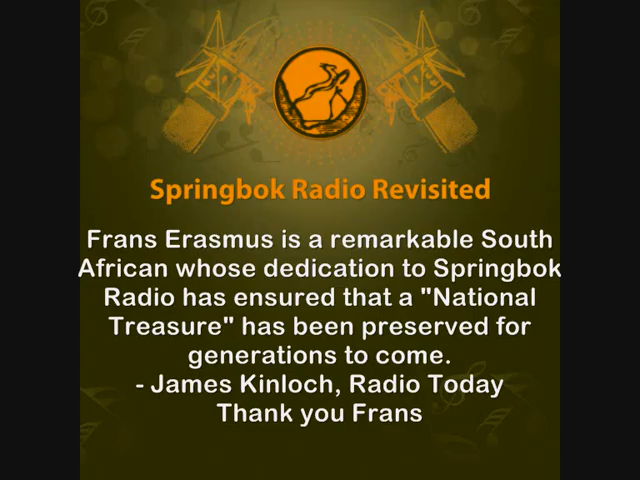 Springbok Radio Revisited
Frans Erasmus is a remarkable South
African whose dedication to Springbok
Radio has ensured that a "National
Treasure" has been preserved for
generations to come.
- James Kinloch, Radio Today
Thank you Frans